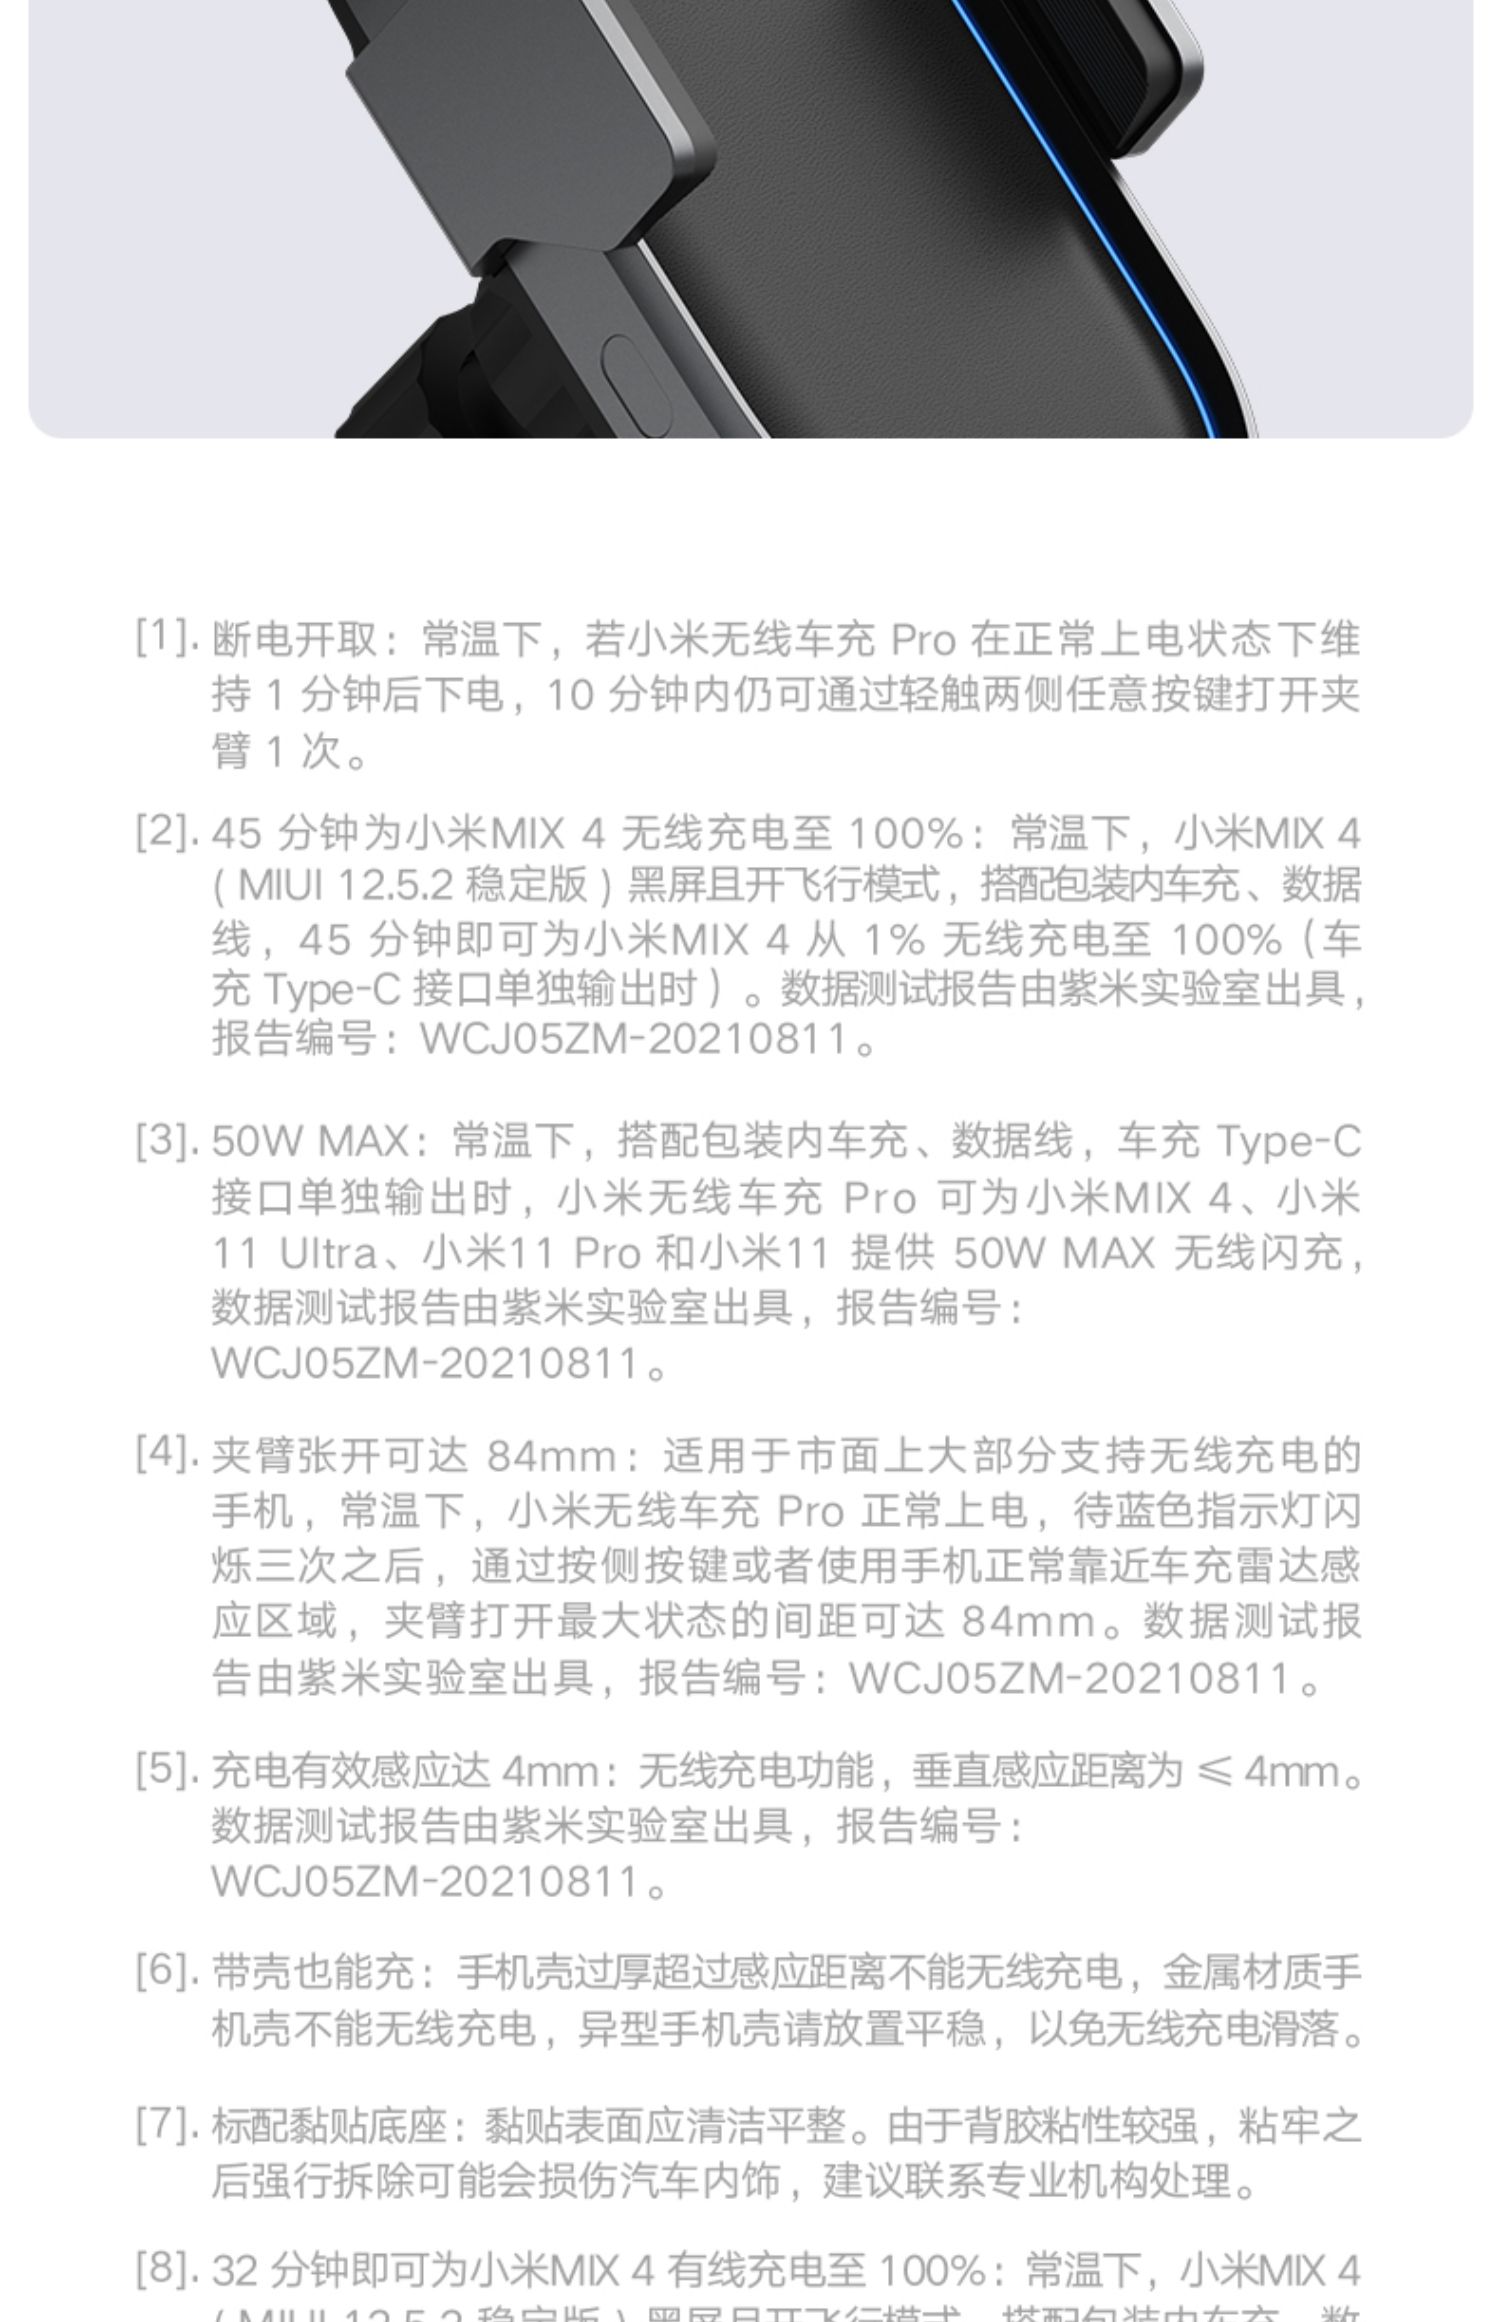 [1]. 断电开取：常温下，若小米无线车充 Pro 在正常上电状态下维
持 1 分钟后下电，10 分钟内仍可通过轻触两侧任意按键打开夹
臂 1 次。
[2]. 45 分钟为小米MIX 4 无线充电至 100%：常温下，小米MIX 4
( MIUI 12.5.2 稳定版 ) 黑屏且开飞行模式，搭配包装内车充、数据
线，45 分钟即可为小米MIX 4 从 1% 无线充电至 100%（车
充 Type-C 接口单独输出时）。数据测试报告由紫米实验室出具，
报告编号：WCJ05ZM-20210811。
[3]. 50W MAX：常温下，搭配包装内车充、数据线，车充 Type-C
接口单独输出时，小米无线车充 Pro 可为小米MIX 4、小米
11 Ultra、小米11 Pro 和小米11 提供 50W MAX 无线闪充，
数据测试报告由紫米实验室出具，报告编号：
WCJ05ZM-20210811。
[4]. 夹臂张开可达 84mm：适用于市面上大部分支持无线充电的
手机，常温下，小米无线车充 Pro 正常上电，待蓝色指示灯闪
烁三次之后，通过按侧按键或者使用手机正常靠近车充雷达感
应区域，夹臂打开最大状态的间距可达 84mm。数据测试报
告由紫米实验室出具，报告编号：WCJ05ZM-20210811。
[5]. 充电有效感应达 4mm：无线充电功能，垂直感应距离为 ≤ 4mm。
数据测试报告由紫米实验室出具，报告编号：
WCJ05ZM-20210811。
[6]. 带壳也能充：手机壳过厚超过感应距离不能无线充电，金属材质手
机壳不能无线充电，异型手机壳请放置平稳，以免无线充电滑落。
[7]. 标配黏贴底座：黏贴表面应清洁平整。由于背胶粘性较强，粘牢之
后强行拆除可能会损伤汽车内饰，建议联系专业机构处理。
[8]. 32 分钟即可为小米MIX 4 有线充电至 100%：常温下，小米MIX 4